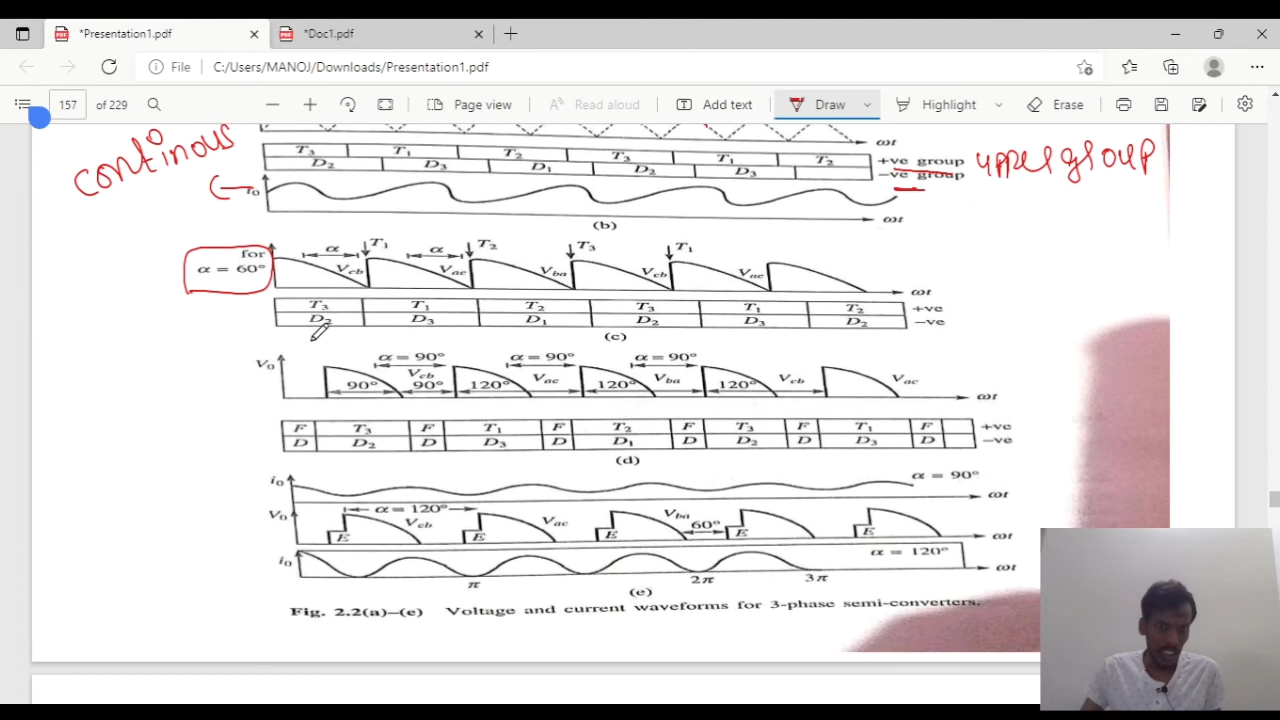 *Presentation1.pdf
*Doc1.pdf
File C:/Users/MANOJ/Downloads/Presentation1.pdf
157 of 229
Page view
Read aloud
Add text
Draw
Highlight
Erase
continous
ωt
T3 T1 T2 T3 T1 T2 +ve group
upper group
D2 D3 D1 D2 D3 −ve group
i0
ωt
(b)
for
α = 60°
α T1 α T2 T3 T1
Vcb Vac Vba Vcb Vac
ωt
T3 T1 T2 T3 T1 T2 +ve
D2 D3 D1 D2 D3 D2 −ve
(c)
V0
α = 90° α = 90° α = 90°
Vcb Vac Vba Vcb Vac
90° 90° 120° 120° 120°
ωt
F T3 F T1 F T2 F T3 F T1 F +ve
D D2 D D3 D D1 D D2 D D3 D −ve
(d)
i0 α = 90°
ωt
V0 α = 120° Vcb Vac Vba 60°
E E E E E
ωt
i0 α = 120°
ωt
π 2π 3π
(e)
Fig. 2.2(a)–(e) Voltage and current waveforms for 3-phase semi-converters.